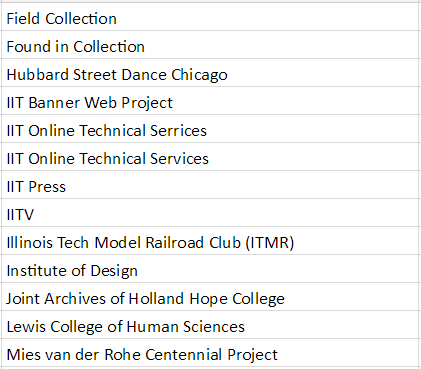 Field Collection
Found in Collection
Hubbard Street Dance Chicago
IIT Banner Web Project
IIT Online Technical Serrices
IIT Online Technical Services
IIT Press
IITV
Illinois Tech Model Railroad Club (ITMR)
Institute of Design
Joint Archives of Holland Hope College
Lewis College of Human Sciences
Mies van der Rohe Centennial Project